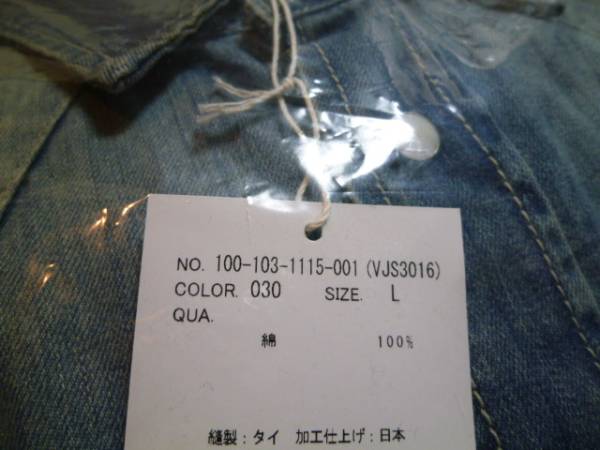 NO. 100-103-1115-001 (VJS3016)
COLOR. 030 SIZE. L
QUA.
綿 100%
縫製：タイ 加工仕上げ：日本